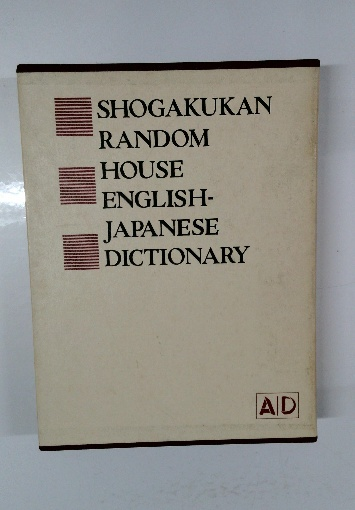 SHOGAKUKAN
RANDOM
HOUSE
ENGLISH-
JAPANESE
DICTIONARY
A|D